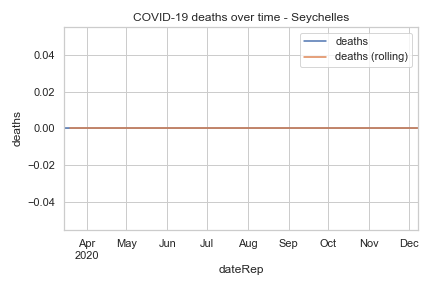 COVID-19 deaths over time - Seychelles
deaths
deaths (rolling)
0.04
0.02
0.00
−0.02
−0.04
deaths
Apr May Jun Jul Aug Sep Oct Nov Dec
2020
dateRep